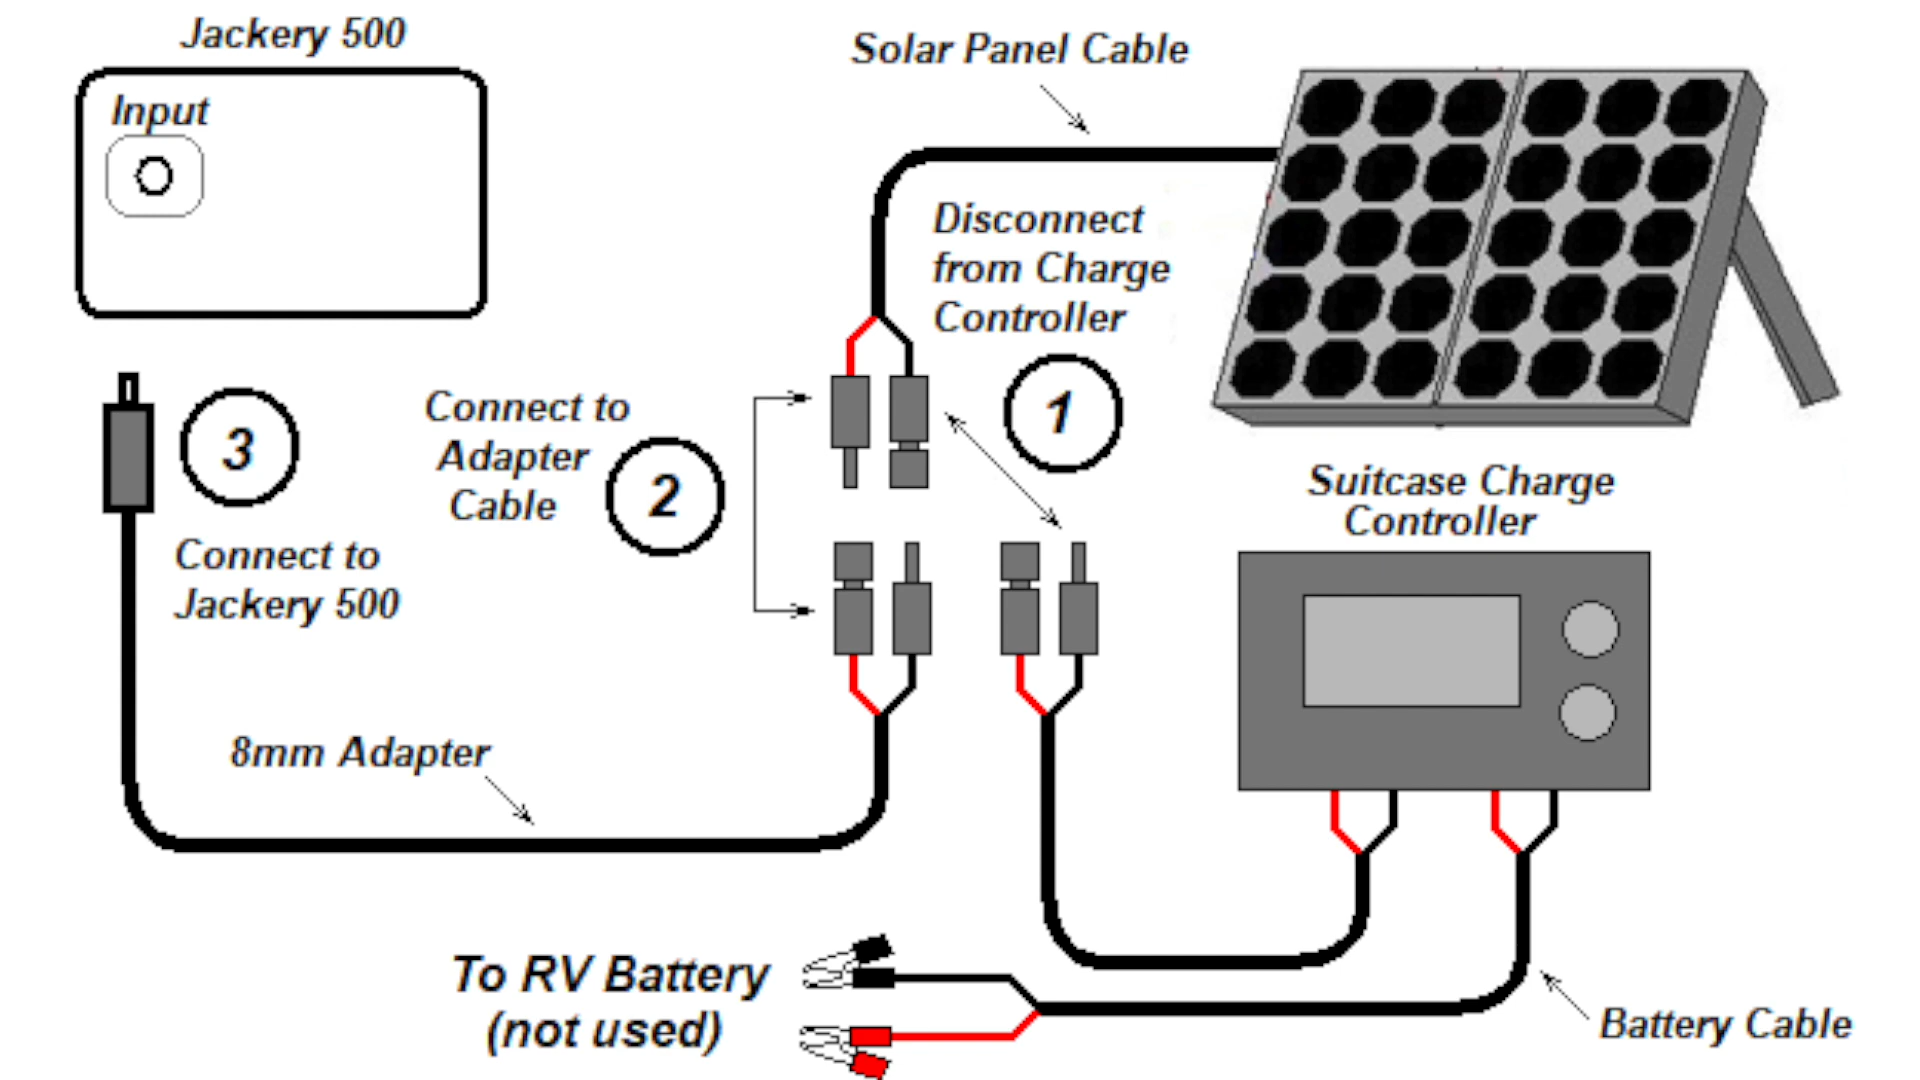 Jackery 500
Input
Solar Panel Cable
Disconnect
from Charge
Controller
1
Connect to
Adapter
Cable
2
3
Connect to
Jackery 500
Suitcase Charge
Controller
8mm Adapter
To RV Battery
(not used)
Battery Cable